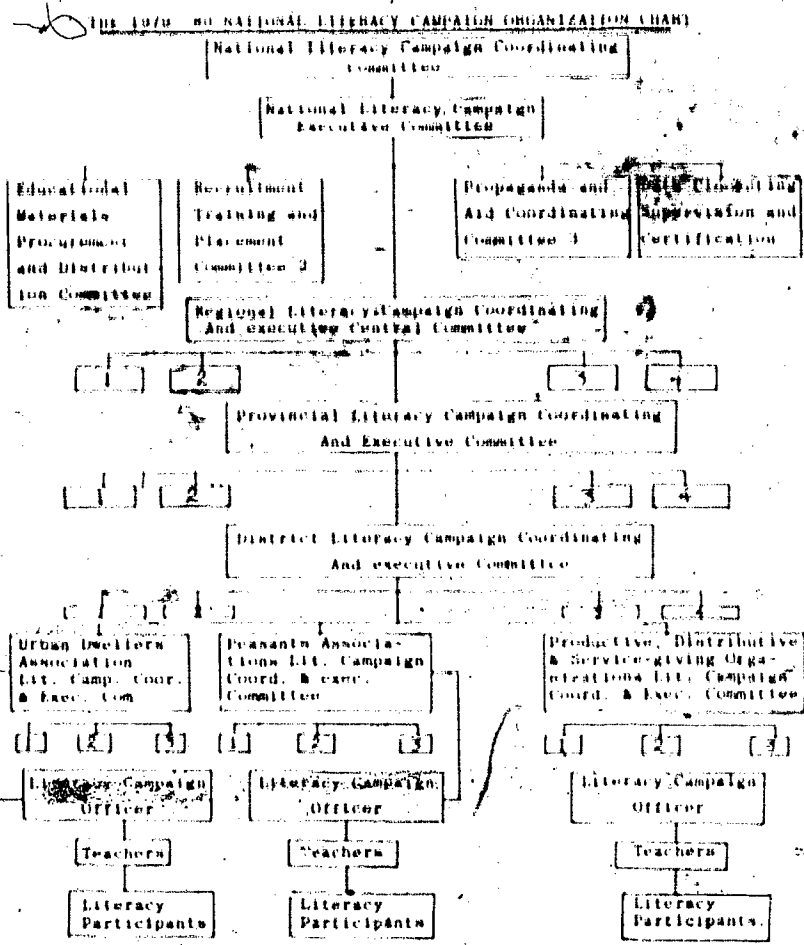 THE 1979 - 80 NATIONAL LITERACY CAMPAIGN ORGANIZATION CHART
National Literacy Campaign Coordinating
Committee
National Literacy Campaign
Executive Committee
Educational
Materials
Procurement
and Distribut
ion Committee
Recruitment
Training and
Placement
Committee 2
Propaganda and
Aid Coordinating
Committee 3
Supervision and
Certification
Regional Literacy Campaign Coordinating
And executive Central Committee
1 2 3 4
Provincial Literacy Campaign Coordinating
And Executive Committee
1 2 3 4
District Literacy Campaign Coordinating
And executive Committee
Urban Dwellers
Association
Lit. Camp. Coor.
& Exec. Com
Peasants Associa-
tions Lit. Campaign
Coord. & exec.
Committee
Productive, Distributive
& Service-giving Orga-
nizations Lit. Campaign
Coord. & Exec. Committee
[1] [2] [3] [1] [2] [3] [1] [2] [3]
Literacy Campaign
Officer
Literacy Campaign
Officer
Literacy Campaign
Officer
Teachers
Teachers
Teachers
Literacy
Participants
Literacy
Participants
Literacy
Participants.